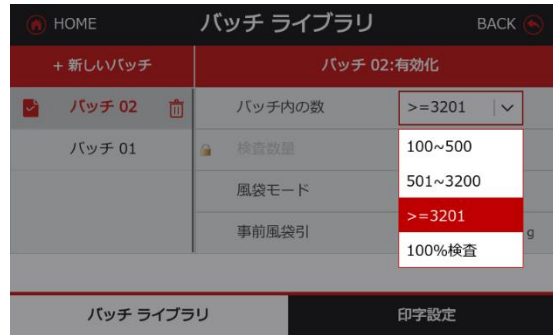 HOME
バッチ ライブラリ
BACK
+ 新しいバッチ
バッチ 02:有効化
バッチ 02
バッチ内の数
>=3201
バッチ 01
検査数量
100~500
風袋モード
501~3200
>=3201
事前風袋引
g
100%検査
バッチ ライブラリ
印字設定